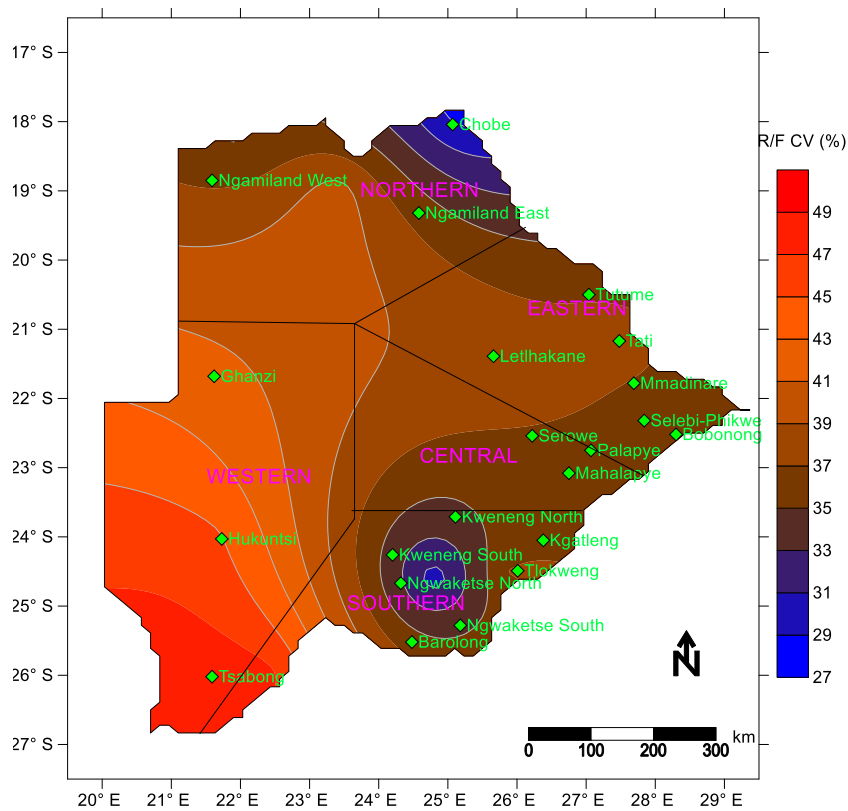 17° S
18° S
19° S
20° S
21° S
22° S
23° S
24° S
25° S
26° S
27° S
Chobe
Ngamiland West
NORTHERN
Ngamiland East
Tutume
EASTERN
Tati
Letlhakane
Ghanzi
Mmadinare
Selebi-Phikwe
Serowe
Bobonong
Palapye
CENTRAL
Mahalapye
WESTERN
Kweneng North
Hukuntsi
Kgatleng
Kweneng South
Tlokweng
Ngwaketse North
SOUTHERN
Ngwaketse South
Barolong
Tsabong
R/F CV (%)
49
47
45
43
41
39
37
35
33
31
29
27
N
km
0 100 200 300
20° E 21° E 22° E 23° E 24° E 25° E 26° E 27° E 28° E 29° E